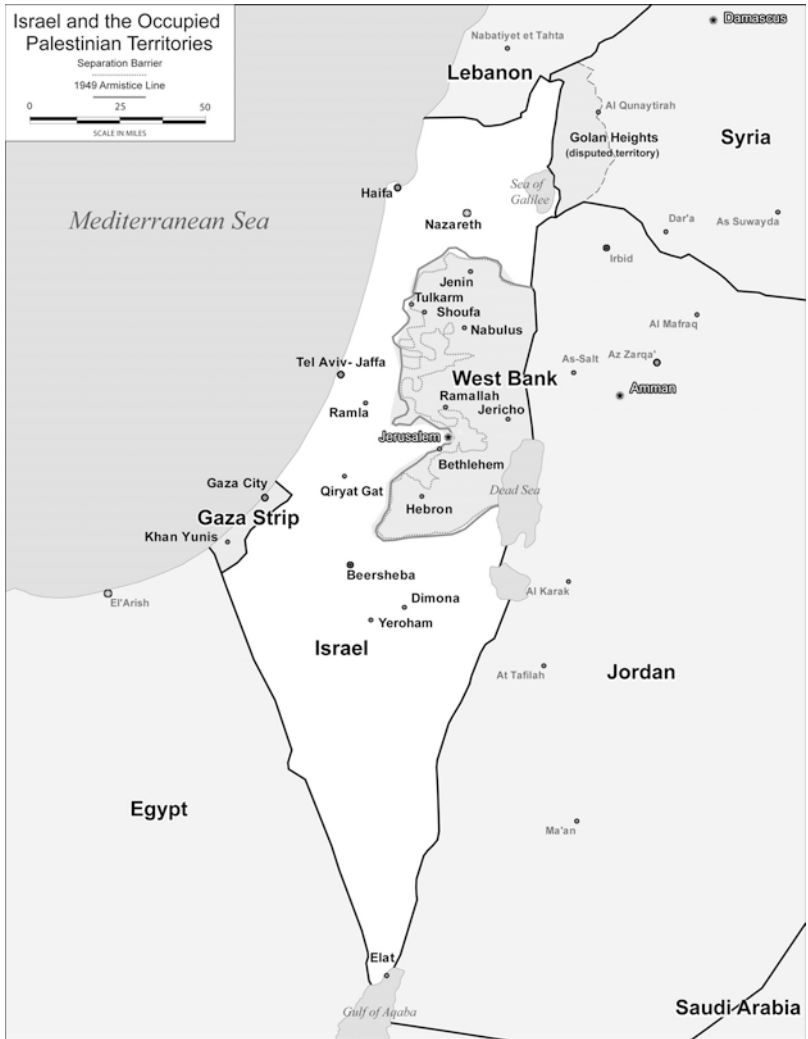 Israel and the Occupied
Palestinian Territories
Separation Barrier
1949 Armistice Line
0 25 50
SCALE IN MILES
Damascus
Nabatiyet et Tahta
Lebanon
Al Qunaytirah
Golan Heights
(disputed territory)
Syria
Haifa
Sea of
Galilee
Mediterranean Sea
Nazareth
Dar'a
As Suwayda
Irbid
Jenin
Tulkarm
Shoufa
Al Mafraq
Nabulus
Tel Aviv- Jaffa
As-Salt
Az Zarqa'
West Bank
Amman
Ramla
Ramallah
Jericho
Jerusalem
Bethlehem
Gaza City
Qiryat Gat
Dead Sea
Hebron
Gaza Strip
Khan Yunis
Beersheba
El'Arish
Dimona
Al Karak
Yeroham
Israel
At Tafilah
Jordan
Egypt
Ma'an
Elat
Gulf of Aqaba
Saudi Arabia